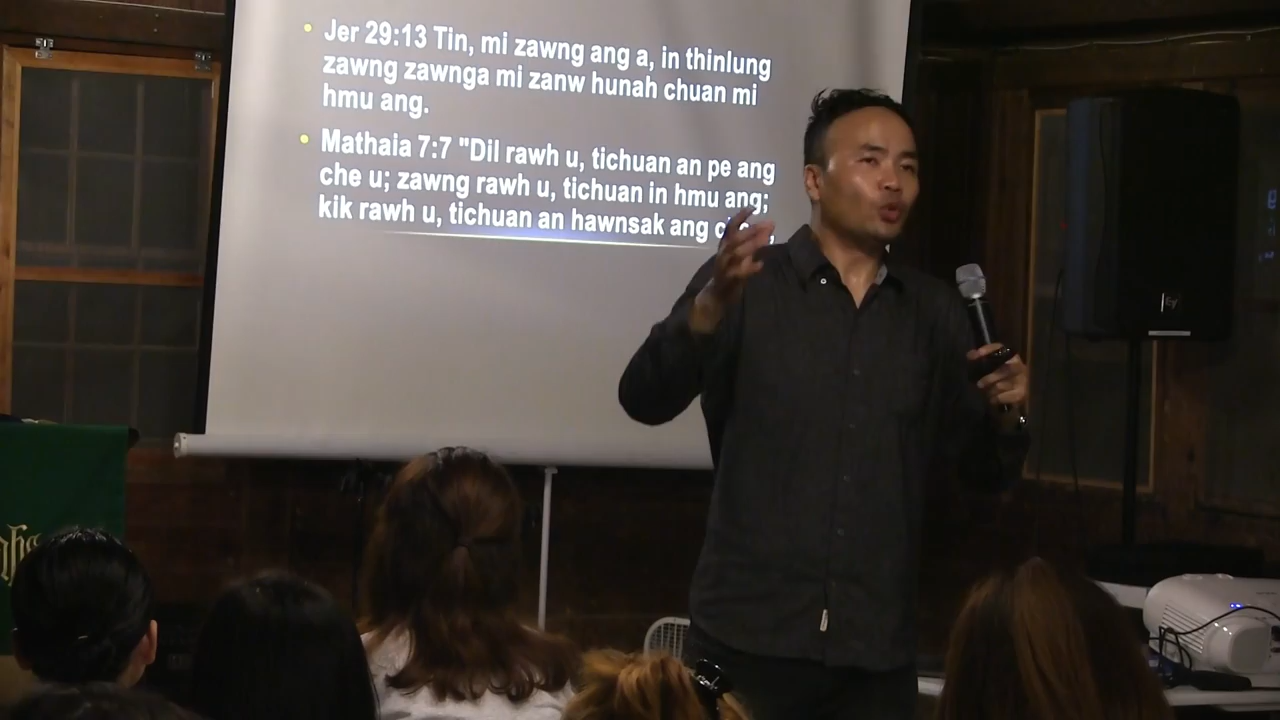 Jer 29:13 Tin, mi zawng ang a, in thinlung
zawng zawnga mi zanw hunah chuan mi
hmu ang.
Mathaia 7:7 "Dil rawh u, tichuan an pe ang
che u; zawng rawh u, tichuan in hmu ang;
kik rawh u, tichuan an hawnsak ang
EV